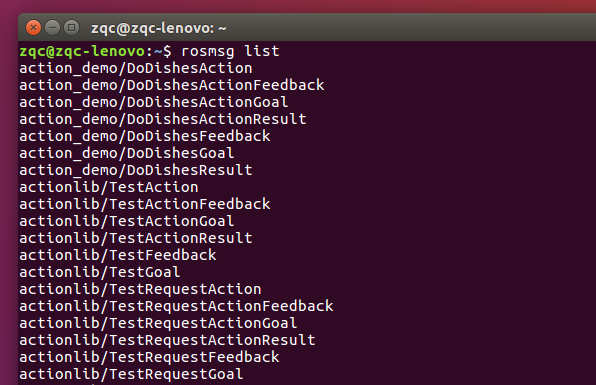 zqc@zqc-lenovo: ~
zqc@zqc-lenovo:~$ rosmsg list
action_demo/DoDishesAction
action_demo/DoDishesActionFeedback
action_demo/DoDishesActionGoal
action_demo/DoDishesActionResult
action_demo/DoDishesFeedback
action_demo/DoDishesGoal
action_demo/DoDishesResult
actionlib/TestAction
actionlib/TestActionFeedback
actionlib/TestActionGoal
actionlib/TestActionResult
actionlib/TestFeedback
actionlib/TestGoal
actionlib/TestRequestAction
actionlib/TestRequestActionFeedback
actionlib/TestRequestActionGoal
actionlib/TestRequestActionResult
actionlib/TestRequestFeedback
actionlib/TestRequestGoal